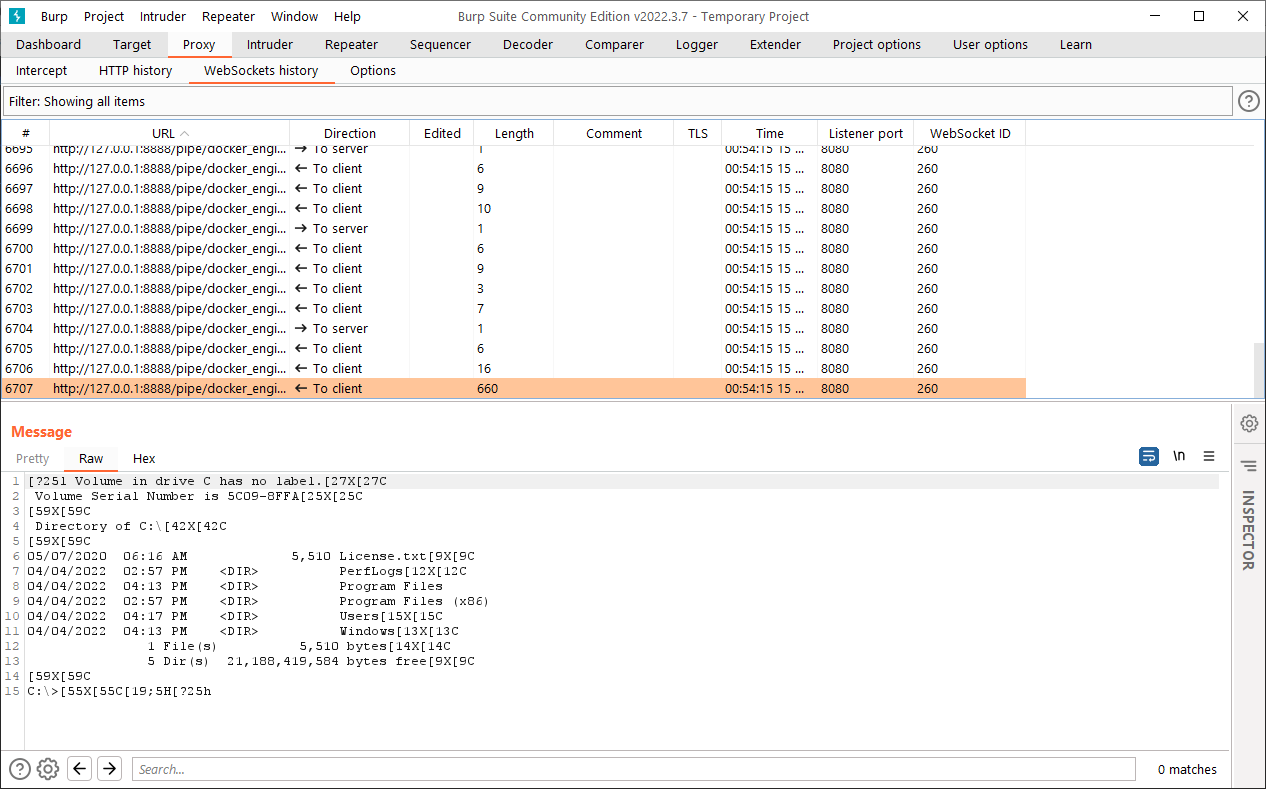 Burp Project Intruder Repeater Window Help Burp Suite Community Edition v2022.3.7 - Temporary Project
Dashboard Target Proxy Intruder Repeater Sequencer Decoder Comparer Logger Extender Project options User options Learn
Intercept HTTP history WebSockets history Options
Filter: Showing all items
# URL Direction Edited Length Comment TLS Time Listener port WebSocket ID
6695 http://127.0.0.1:8888/pipe/docker_engi... → To server 1 00:54:15 15 ... 8080 260
6696 http://127.0.0.1:8888/pipe/docker_engi... ← To client 6 00:54:15 15 ... 8080 260
6697 http://127.0.0.1:8888/pipe/docker_engi... ← To client 9 00:54:15 15 ... 8080 260
6698 http://127.0.0.1:8888/pipe/docker_engi... ← To client 10 00:54:15 15 ... 8080 260
6699 http://127.0.0.1:8888/pipe/docker_engi... → To server 1 00:54:15 15 ... 8080 260
6700 http://127.0.0.1:8888/pipe/docker_engi... ← To client 6 00:54:15 15 ... 8080 260
6701 http://127.0.0.1:8888/pipe/docker_engi... ← To client 9 00:54:15 15 ... 8080 260
6702 http://127.0.0.1:8888/pipe/docker_engi... ← To client 3 00:54:15 15 ... 8080 260
6703 http://127.0.0.1:8888/pipe/docker_engi... ← To client 7 00:54:15 15 ... 8080 260
6704 http://127.0.0.1:8888/pipe/docker_engi... → To server 1 00:54:15 15 ... 8080 260
6705 http://127.0.0.1:8888/pipe/docker_engi... ← To client 6 00:54:15 15 ... 8080 260
6706 http://127.0.0.1:8888/pipe/docker_engi... ← To client 16 00:54:15 15 ... 8080 260
6707 http://127.0.0.1:8888/pipe/docker_engi... ← To client 660 00:54:15 15 ... 8080 260
Message
Pretty Raw Hex \n
1 [?25l Volume in drive C has no label.[27X[27C
2 Volume Serial Number is 5C09-8FFA[25X[25C
3 [59X[59C
4 Directory of C:\[42X[42C
5 [59X[59C
6 05/07/2020 06:16 AM 5,510 License.txt[9X[9C
7 04/04/2022 02:57 PM <DIR> PerfLogs[12X[12C
8 04/04/2022 04:13 PM <DIR> Program Files
9 04/04/2022 02:57 PM <DIR> Program Files (x86)
10 04/04/2022 04:17 PM <DIR> Users[15X[15C
11 04/04/2022 04:13 PM <DIR> Windows[13X[13C
12 1 File(s) 5,510 bytes[14X[14C
13 5 Dir(s) 21,188,419,584 bytes free[9X[9C
14 [59X[59C
15 C:\>[55X[55C[19;5H[?25h
INSPECTOR
Search... 0 matches